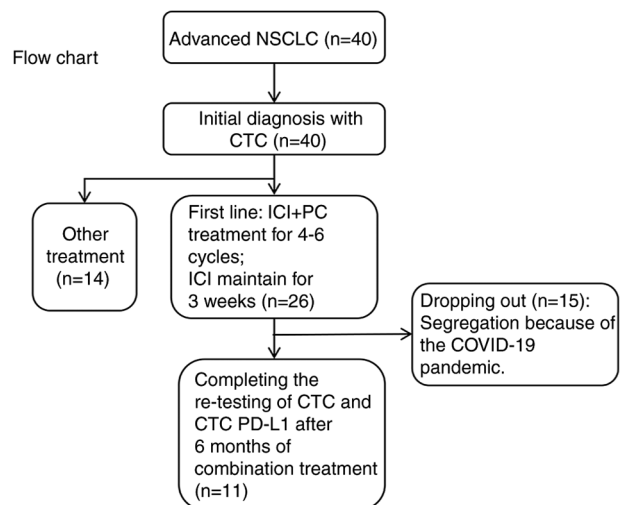 Flow chart
Advanced NSCLC (n=40)
Initial diagnosis with
CTC (n=40)
Other
treatment
(n=14)
First line: ICI+PC
treatment for 4-6
cycles;
ICI maintain for
3 weeks (n=26)
Dropping out (n=15):
Segregation because of
the COVID-19
pandemic.
Completing the
re-testing of CTC and
CTC PD-L1 after
6 months of
combination treatment
(n=11)